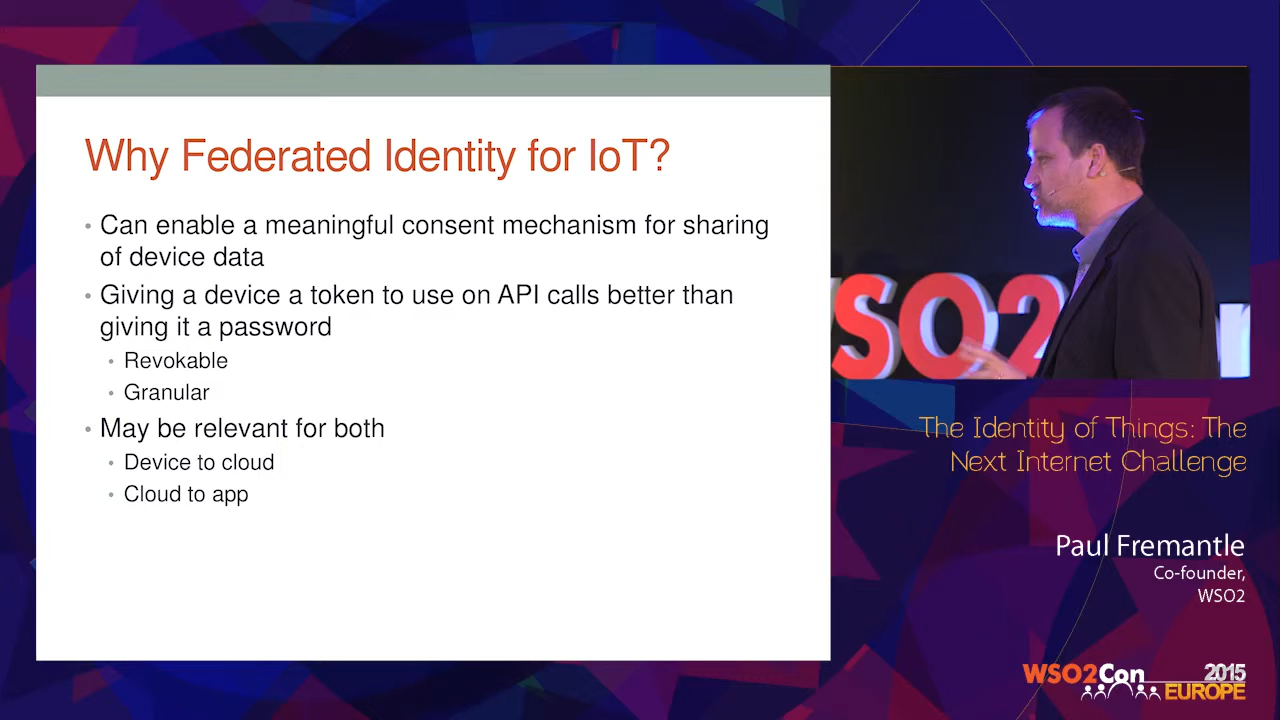 Why Federated Identity for IoT?
• Can enable a meaningful consent mechanism for sharing
of device data
• Giving a device a token to use on API calls better than
giving it a password
• Revokable
• Granular
• May be relevant for both
• Device to cloud
• Cloud to app
WSO2
The Identity of Things: The
Next Internet Challenge
Paul Fremantle
Co-founder,
WSO2
WSO2Con 2015
EUROPE